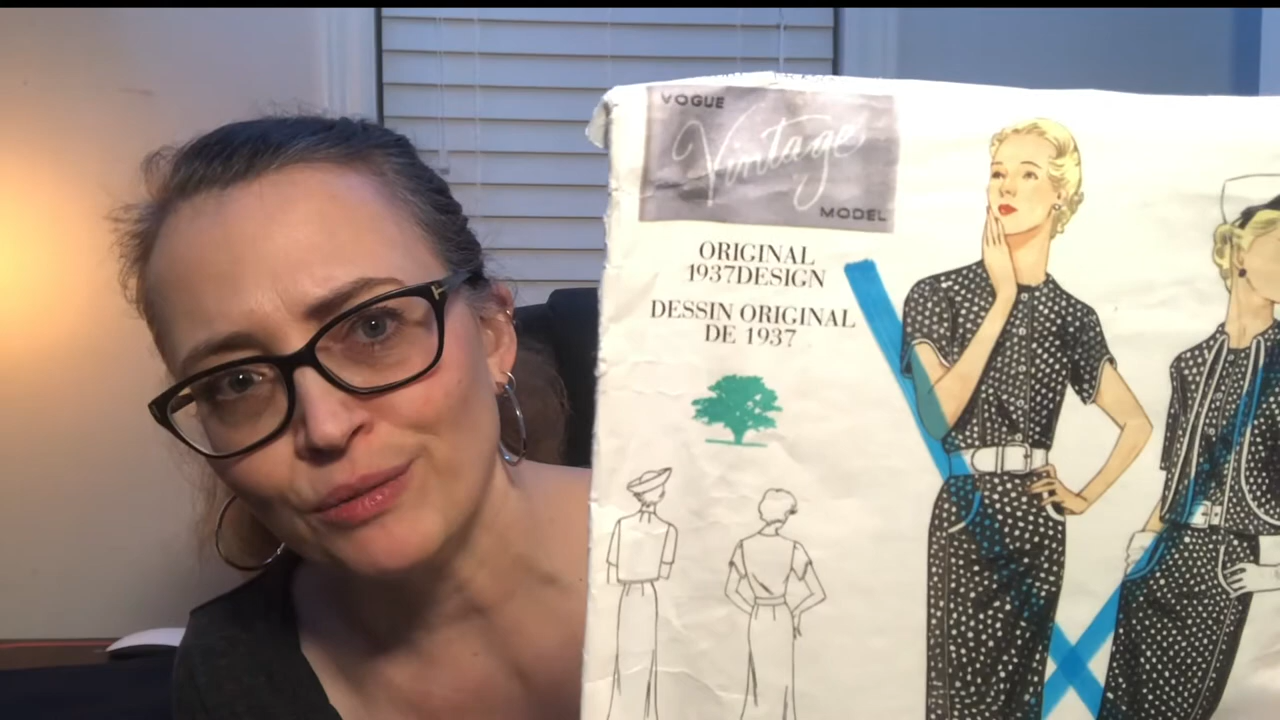 VOGUE
Vintage
MODEL
ORIGINAL
1937DESIGN
DESSIN ORIGINAL
DE 1937